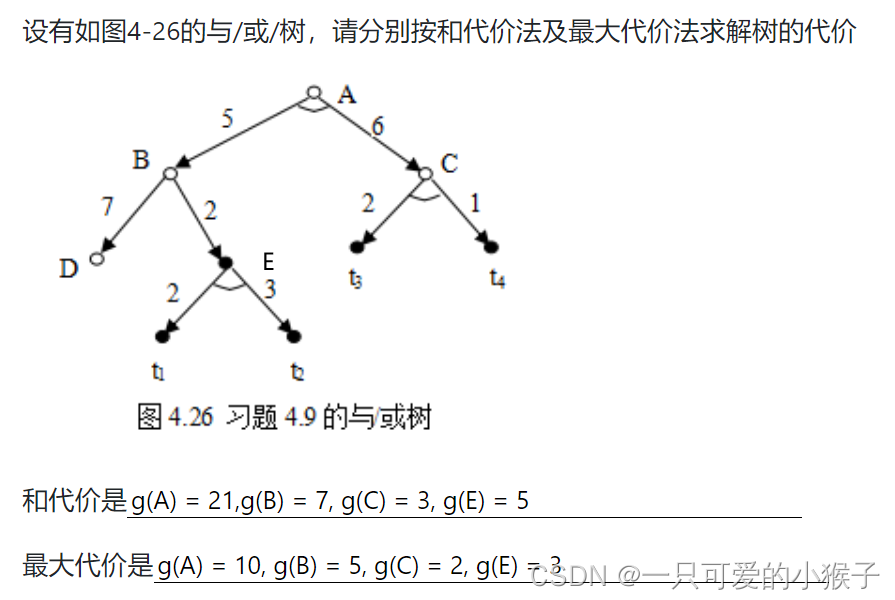 设有如图4-26的与/或/树，请分别按和代价法及最大代价法求解树的代价
A
5
6
B
C
7
2
2
1
D
E
t3
t4
2
3
t1
t2
图 4.26 习题 4.9 的与/或树
和代价是g(A) = 21,g(B) = 7, g(C) = 3, g(E) = 5
最大代价是g(A) = 10, g(B) = 5, g(C) = 2, g(E) = 3
CSDN @一只可爱的小猴子